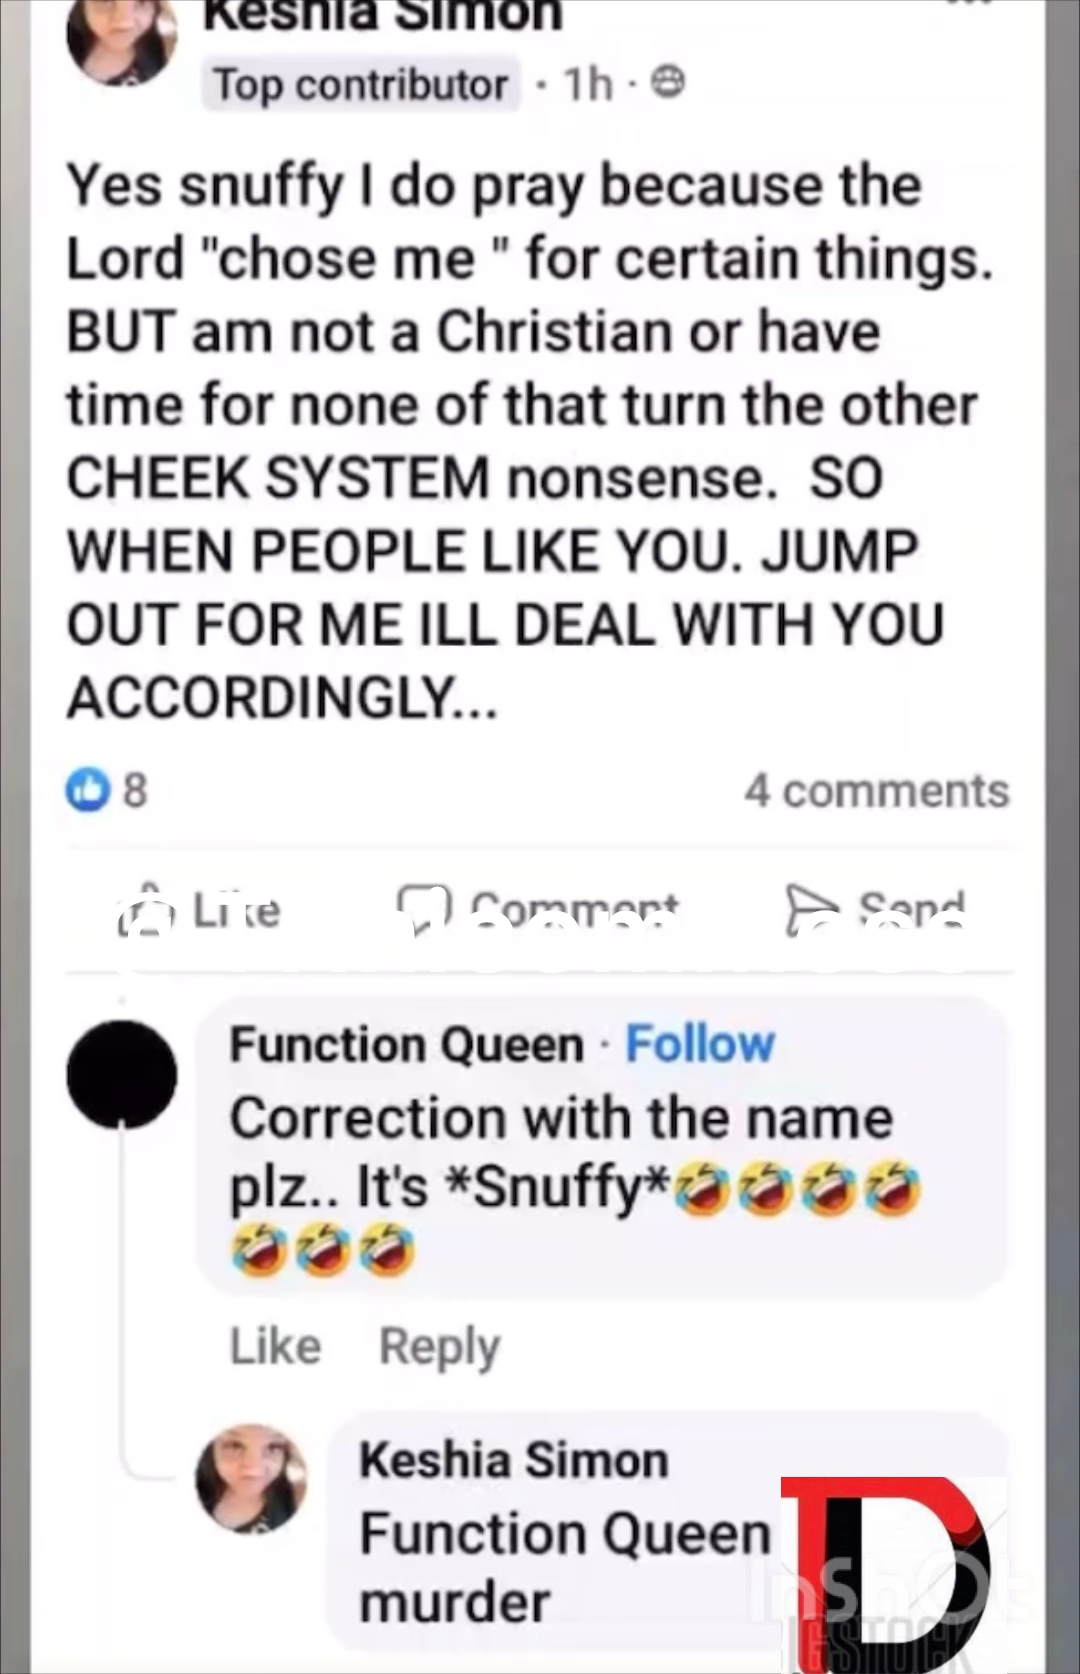 Keshia Simon
Top contributor · 1h ·
Yes snuffy I do pray because the
Lord "chose me " for certain things.
BUT am not a Christian or have
time for none of that turn the other
CHEEK SYSTEM nonsense.  SO
WHEN PEOPLE LIKE YOU. JUMP
OUT FOR ME ILL DEAL WITH YOU
ACCORDINGLY...
8
4 comments
Like
Comment
Send
Function Queen · Follow
Correction with the name
plz.. It's *Snuffy*🤣🤣🤣🤣
🤣🤣🤣
Like Reply
Keshia Simon
Function Queen
murder
InShOt